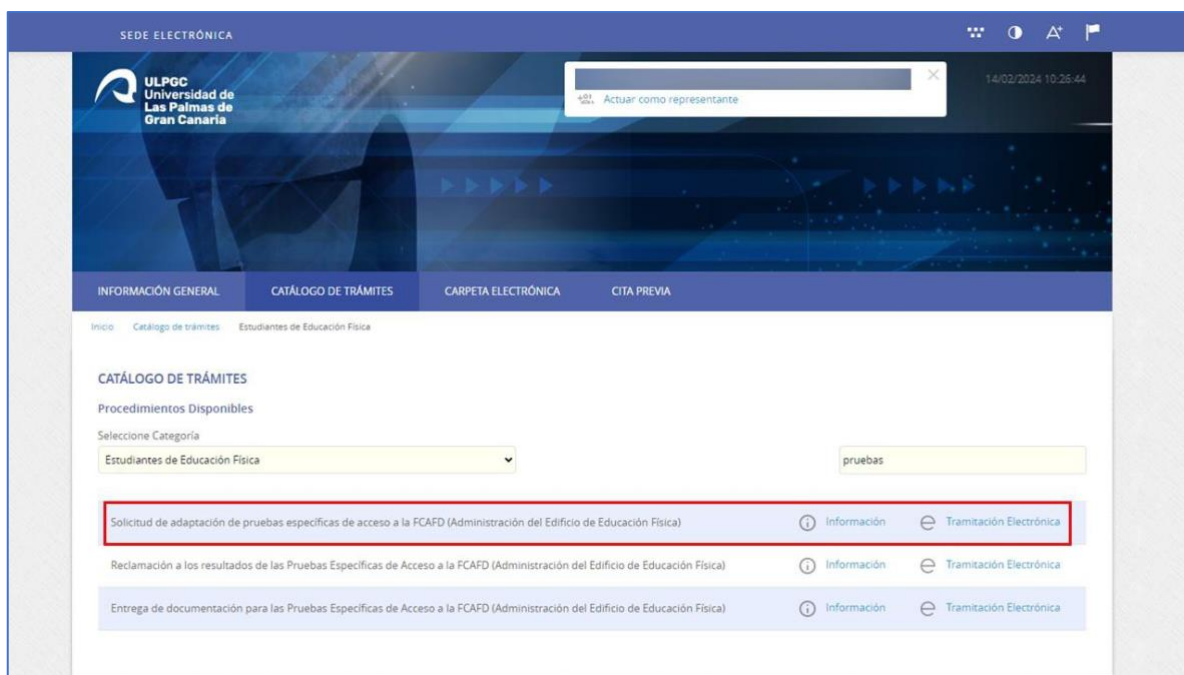 SEDE ELECTRÓNICA
A+
ULPGC
Universidad de
Las Palmas de
Gran Canaria
Actuar como representante
14/02/2024 10:26:44
INFORMACIÓN GENERAL CATÁLOGO DE TRÁMITES CARPETA ELECTRÓNICA CITA PREVIA
Inicio Catálogo de trámites Estudiantes de Educación Física
CATÁLOGO DE TRÁMITES
Procedimientos Disponibles
Seleccione Categoría
Estudiantes de Educación Física pruebas
Solicitud de adaptación de pruebas específicas de acceso a la FCAFD (Administración del Edificio de Educación Física) Información Tramitación Electrónica
Reclamación a los resultados de las Pruebas Específicas de Acceso a la FCAFD (Administración del Edificio de Educación Física) Información Tramitación Electrónica
Entrega de documentación para las Pruebas Específicas de Acceso a la FCAFD (Administración del Edificio de Educación Física) Información Tramitación Electrónica